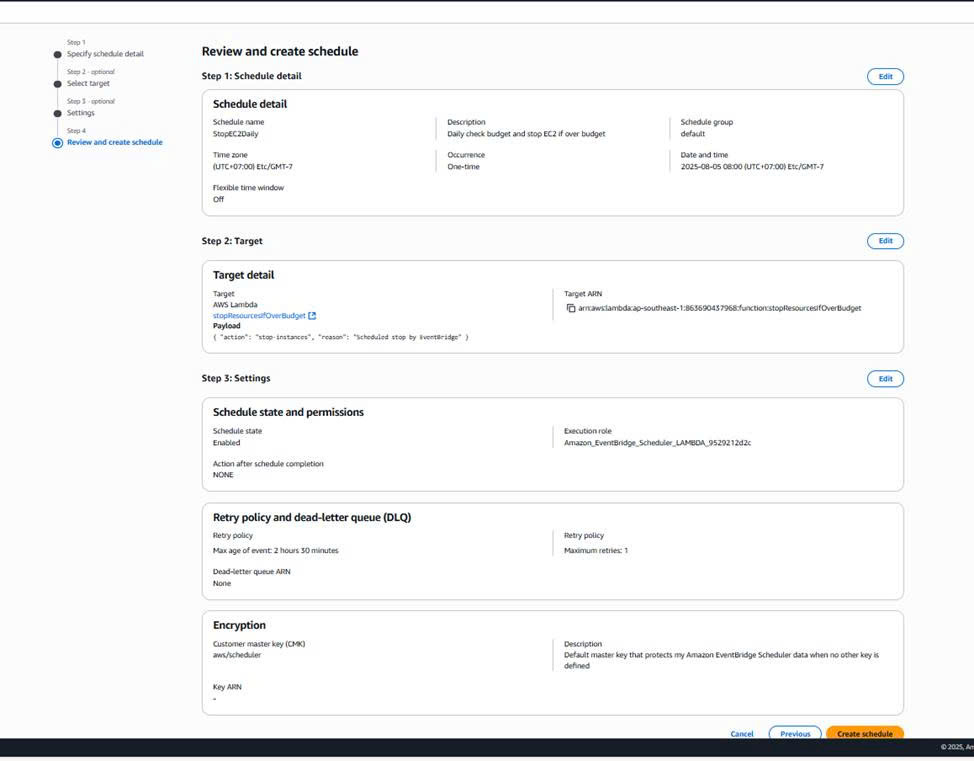 Step 1
Specify schedule detail
Step 2 - optional
Select target
Step 3 - optional
Settings
Step 4
Review and create schedule
Review and create schedule
Step 1: Schedule detail
Edit
Schedule detail
Schedule name
StopEC2Daily
Description
Daily check budget and stop EC2 if over budget
Schedule group
default
Time zone
(UTC+07:00) Etc/GMT-7
Occurrence
One-time
Date and time
2025-08-05 08:00 (UTC+07:00) Etc/GMT-7
Flexible time window
Off
Step 2: Target
Edit
Target detail
Target
AWS Lambda
stopResourcesIfOverBudget
Target ARN
arn:aws:lambda:ap-southeast-1:863690437968:function:stopResourcesIfOverBudget
Payload
{ "action": "stop-instances", "reason": "Scheduled stop by EventBridge" }
Step 3: Settings
Edit
Schedule state and permissions
Schedule state
Enabled
Execution role
Amazon_EventBridge_Scheduler_LAMBDA_9529212d2c
Action after schedule completion
NONE
Retry policy and dead-letter queue (DLQ)
Retry policy
Max age of event: 2 hours 30 minutes
Retry policy
Maximum retries: 1
Dead-letter queue ARN
None
Encryption
Customer master key (CMK)
aws/scheduler
Description
Default master key that protects my Amazon EventBridge Scheduler data when no other key is
defined
Key ARN
-
Cancel
Previous
Create schedule
© 2025, Am